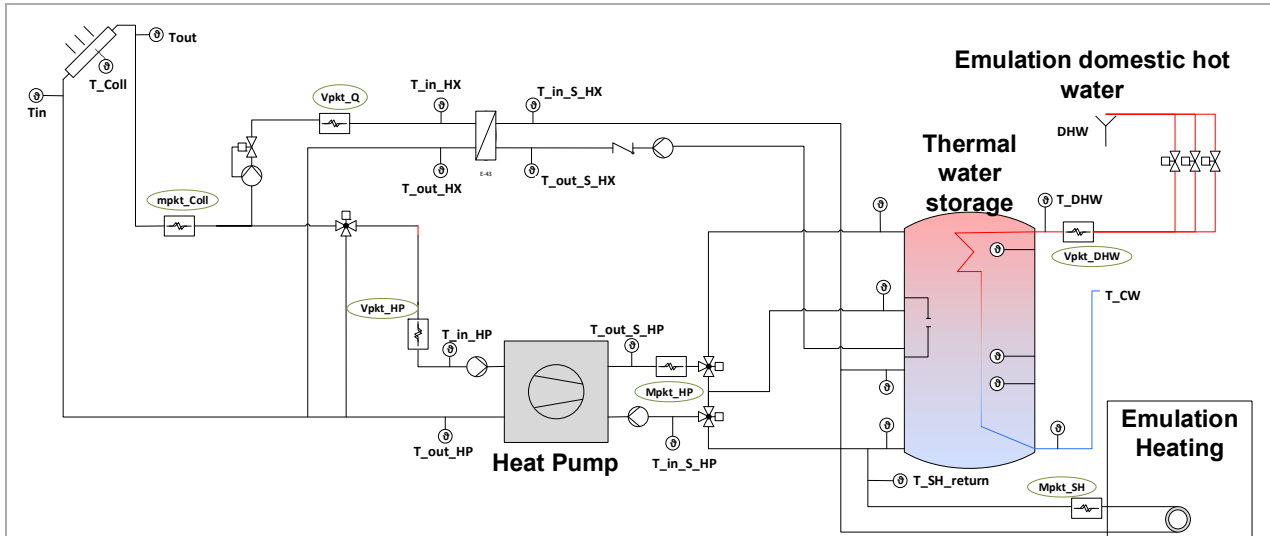 Tout
T_Coll
Tin
Vpkt_Q
T_in_HX
T_in_S_HX
Emulation domestic hot
water
DHW
T_out_HX
E-43
T_out_S_HX
Thermal
water
storage
T_DHW
mpkt_Coll
Vpkt_DHW
T_CW
Vpkt_HP
T_in_HP
T_out_S_HP
Mpkt_HP
T_out_HP
Heat Pump
T_in_S_HP
Emulation
Heating
T_SH_return
Mpkt_SH